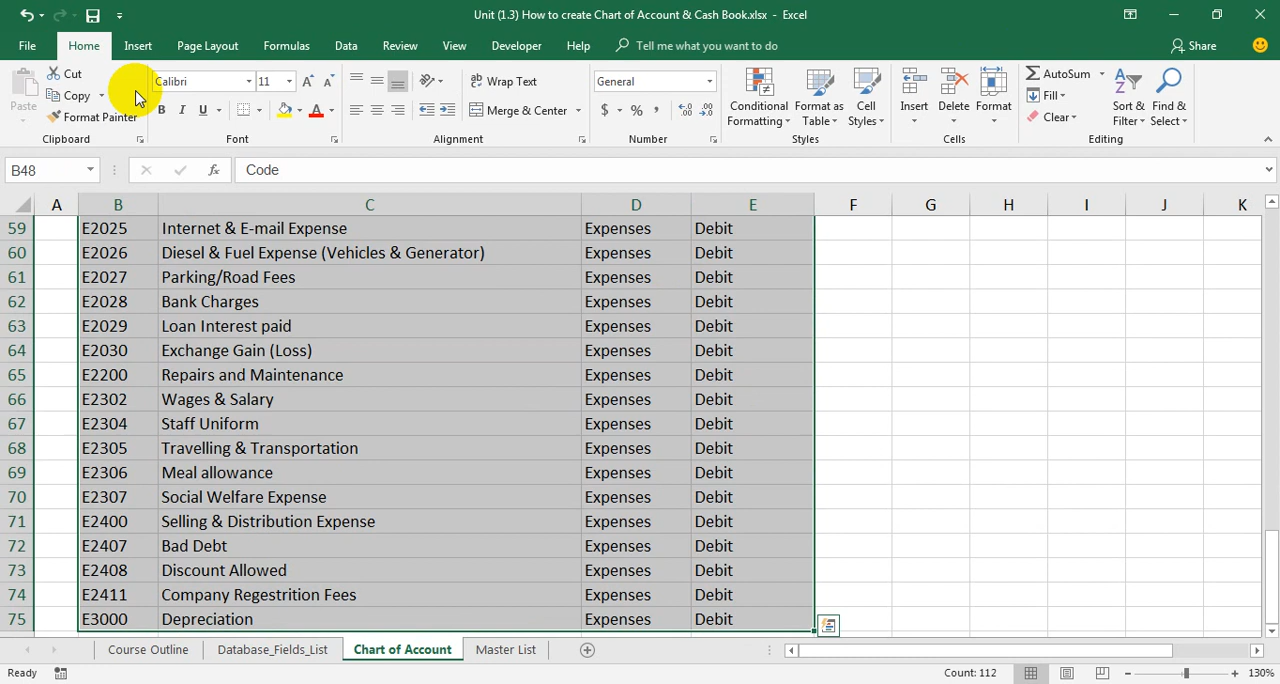 Unit (1.3) How to create Chart of Account & Cash Book.xlsx - Excel
File Home Insert Page Layout Formulas Data Review View Developer Help Tell me what you want to do Share
Paste
Cut
Copy
Format Painter
Clipboard
Calibri 11
B I U
Font
Wrap Text
Merge & Center
Alignment
General
$ % ,
Number
Conditional Formatting
Format as Table
Cell Styles
Styles
Insert Delete Format
Cells
AutoSum
Fill
Clear
Sort & Filter
Find & Select
Editing
B48 fx Code
A B C D E F G H I J K
59 E2025 Internet & E-mail Expense Expenses Debit
60 E2026 Diesel & Fuel Expense (Vehicles & Generator) Expenses Debit
61 E2027 Parking/Road Fees Expenses Debit
62 E2028 Bank Charges Expenses Debit
63 E2029 Loan Interest paid Expenses Debit
64 E2030 Exchange Gain (Loss) Expenses Debit
65 E2200 Repairs and Maintenance Expenses Debit
66 E2302 Wages & Salary Expenses Debit
67 E2304 Staff Uniform Expenses Debit
68 E2305 Travelling & Transportation Expenses Debit
69 E2306 Meal allowance Expenses Debit
70 E2307 Social Welfare Expense Expenses Debit
71 E2400 Selling & Distribution Expense Expenses Debit
72 E2407 Bad Debt Expenses Debit
73 E2408 Discount Allowed Expenses Debit
74 E2411 Company Regestrition Fees Expenses Debit
75 E3000 Depreciation Expenses Debit
Course Outline Database_Fields_List Chart of Account Master List
Ready Count: 112 130%